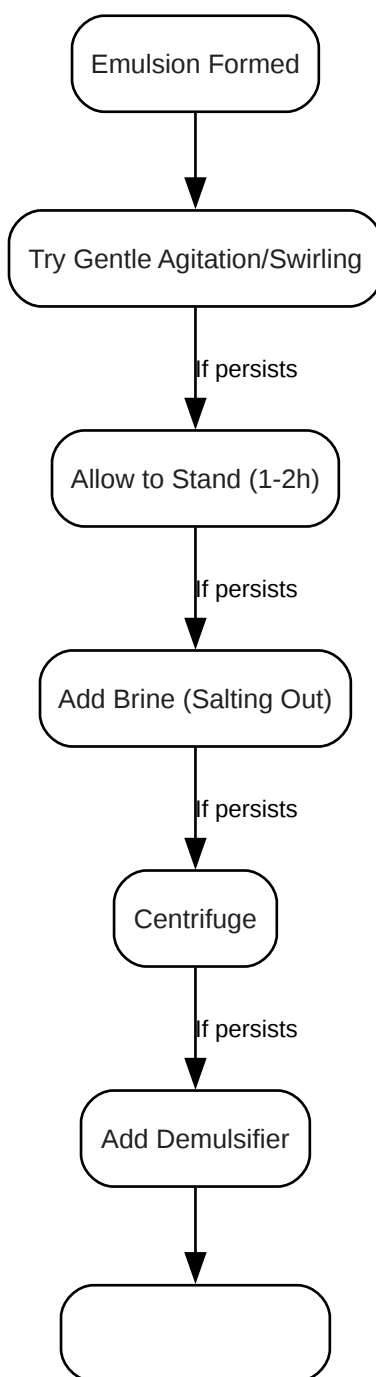 Emulsion Formed
Try Gentle Agitation/Swirling
If persists
Allow to Stand (1-2h)
If persists
Add Brine (Salting Out)
If persists
Centrifuge
If persists
Add Demulsifier